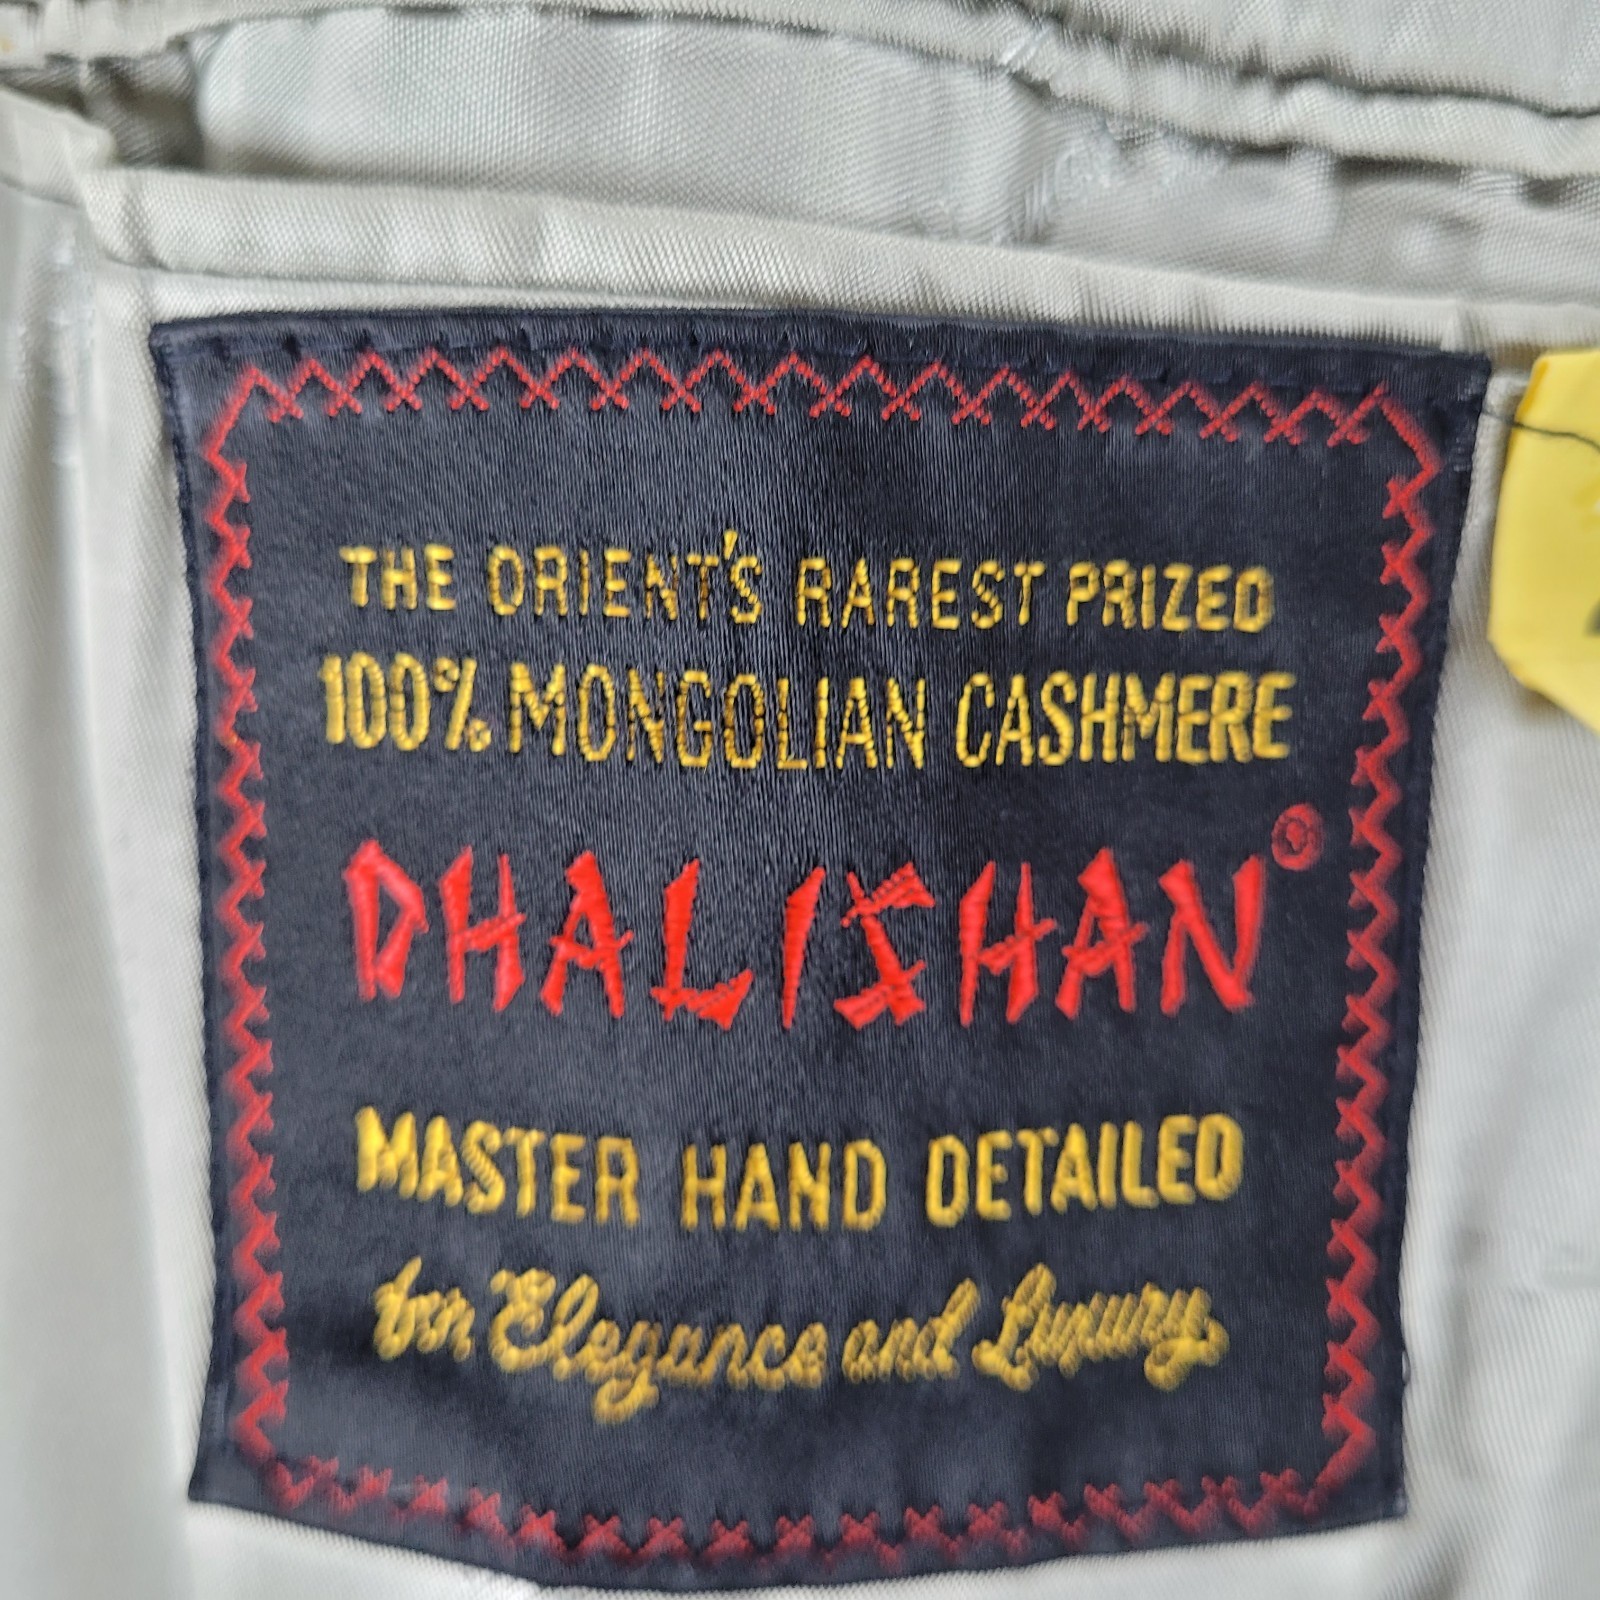 THE ORIENT'S RAREST PRIZED
100% MONGOLIAN CASHMERE
DHALISHAN®
MASTER HAND DETAILED
for Elegance and Luxury